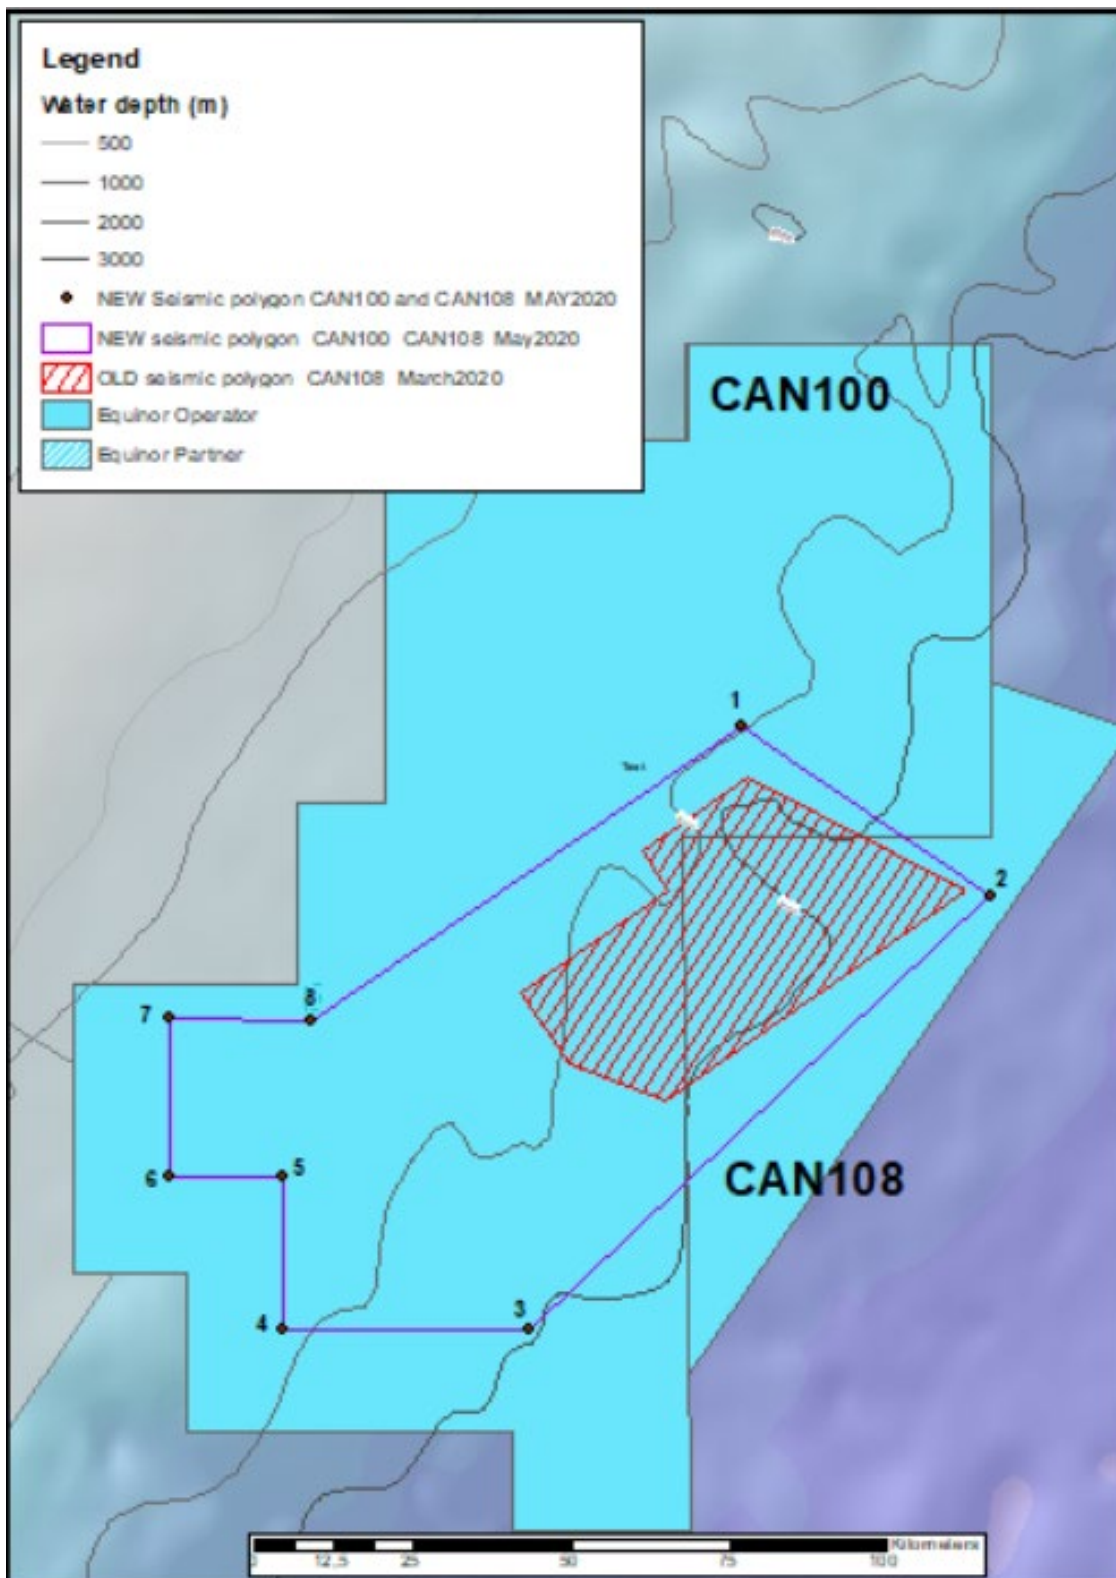 Legend
Water depth (m)
500
1000
2000
3000
NEW Seismic polygon CAN100 and CAN108 MAY2020
NEW seismic polygon CAN100 CAN108 May2020
OLD seismic polygon CAN108 March2020
Equinor Operator
Equinor Partner
CAN100
1
2
8
7
6
5
CAN108
4
3
Kilometers
0 12,5 25 50 75 100